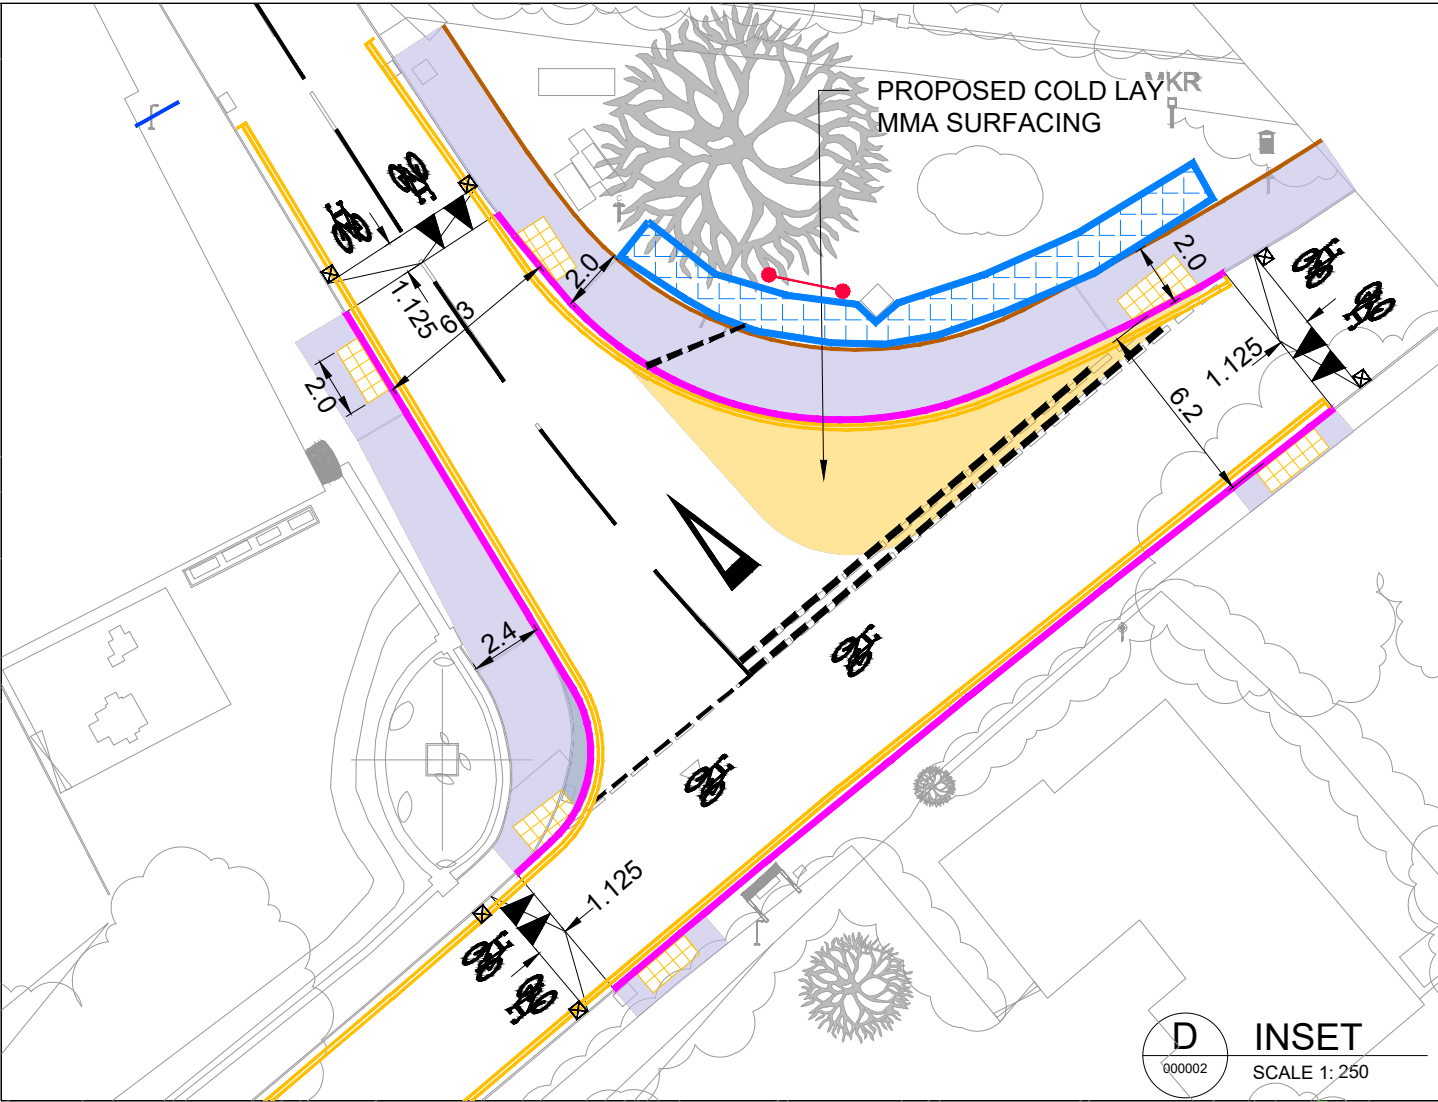 PROPOSED COLD LAY
MMA SURFACING
MKR
2.0
2.0
1.125
6.3
2.0
1.125
6.2
2.4
1.125
D
000002
INSET
SCALE 1: 250